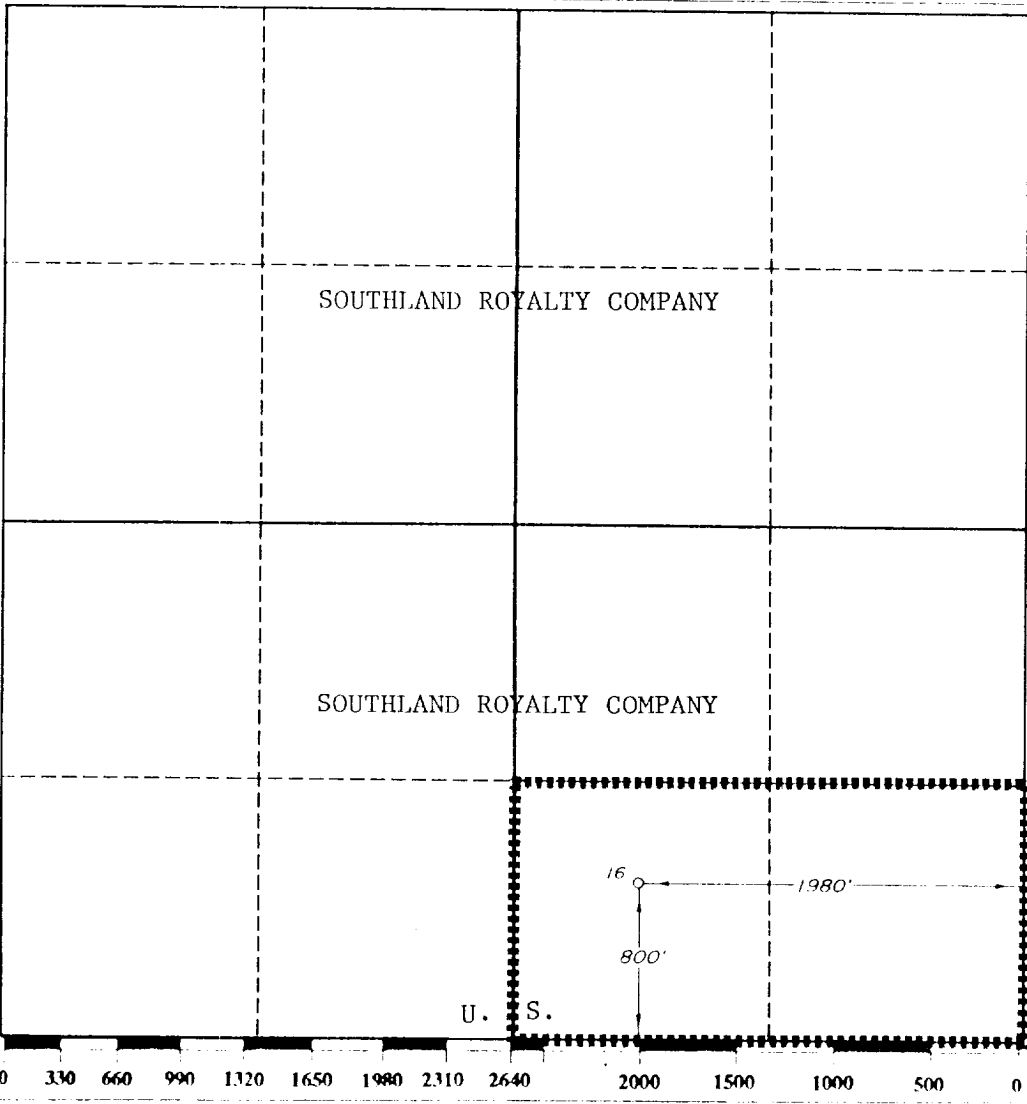 SOUTHLAND ROYALTY COMPANY
SOUTHLAND ROYALTY COMPANY
16
1980'
800'
U. S.
0 330 660 990 1320 1650 1980 2310 2640 2000 1500 1000 500 0